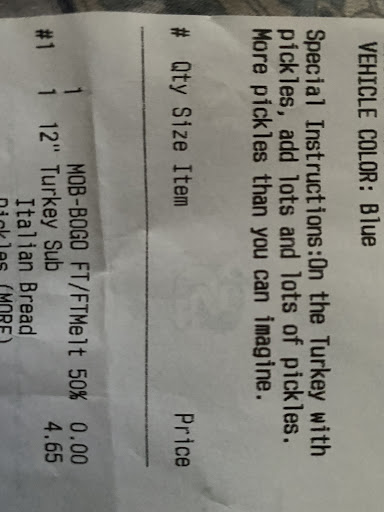 VEHICLE COLOR: Blue
Special Instructions:On the Turkey with
pickles, add lots and lots of pickles.
More pickles than you can imagine.
# Qty Size Item Price
1 MOB-BOGO FT/FTMelt 50% 0.00
#1 1 12" Turkey Sub 4.65
Italian Bread
Pickles (MORE)